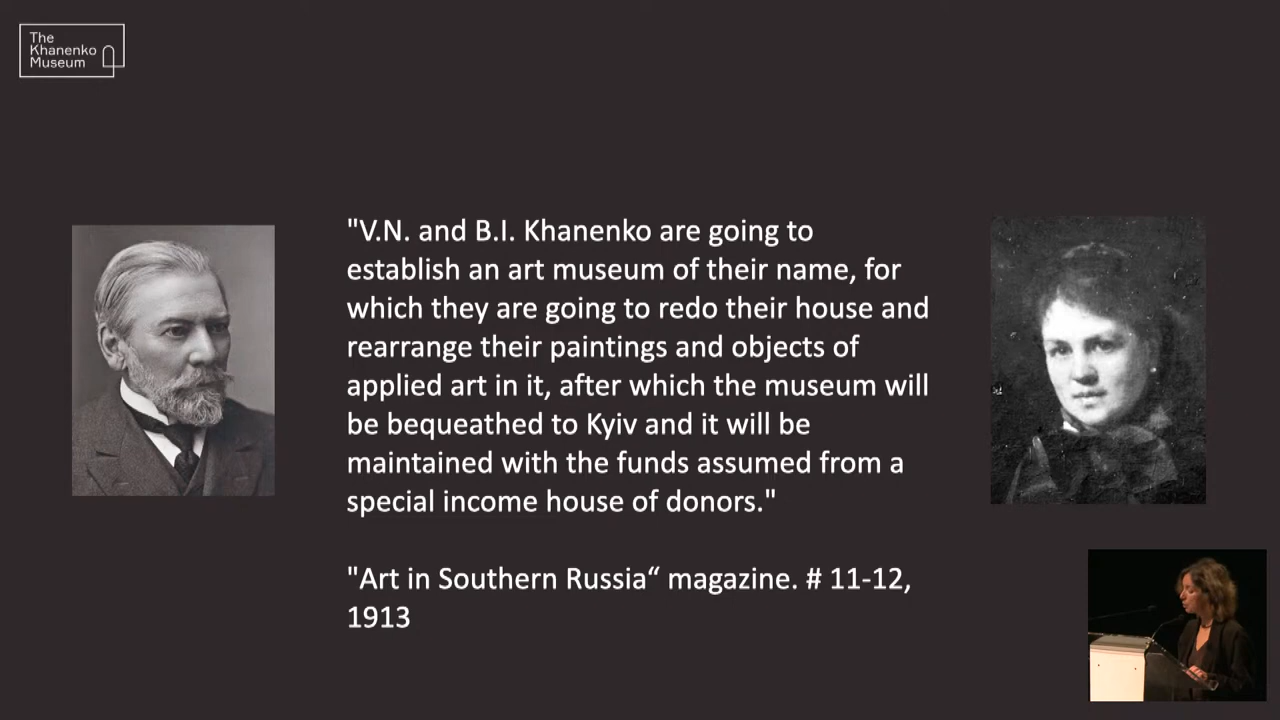 The
Khanenko
Museum
"V.N. and B.I. Khanenko are going to
establish an art museum of their name, for
which they are going to redo their house and
rearrange their paintings and objects of
applied art in it, after which the museum will
be bequeathed to Kyiv and it will be
maintained with the funds assumed from a
special income house of donors."
"Art in Southern Russia“ magazine. # 11-12,
1913